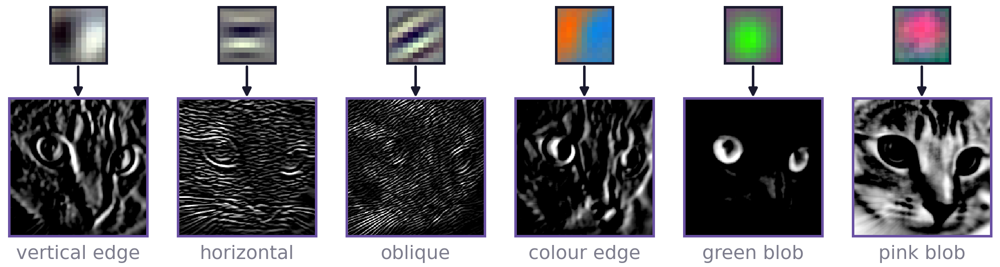 vertical edge
horizontal
oblique
colour edge
green blob
pink blob